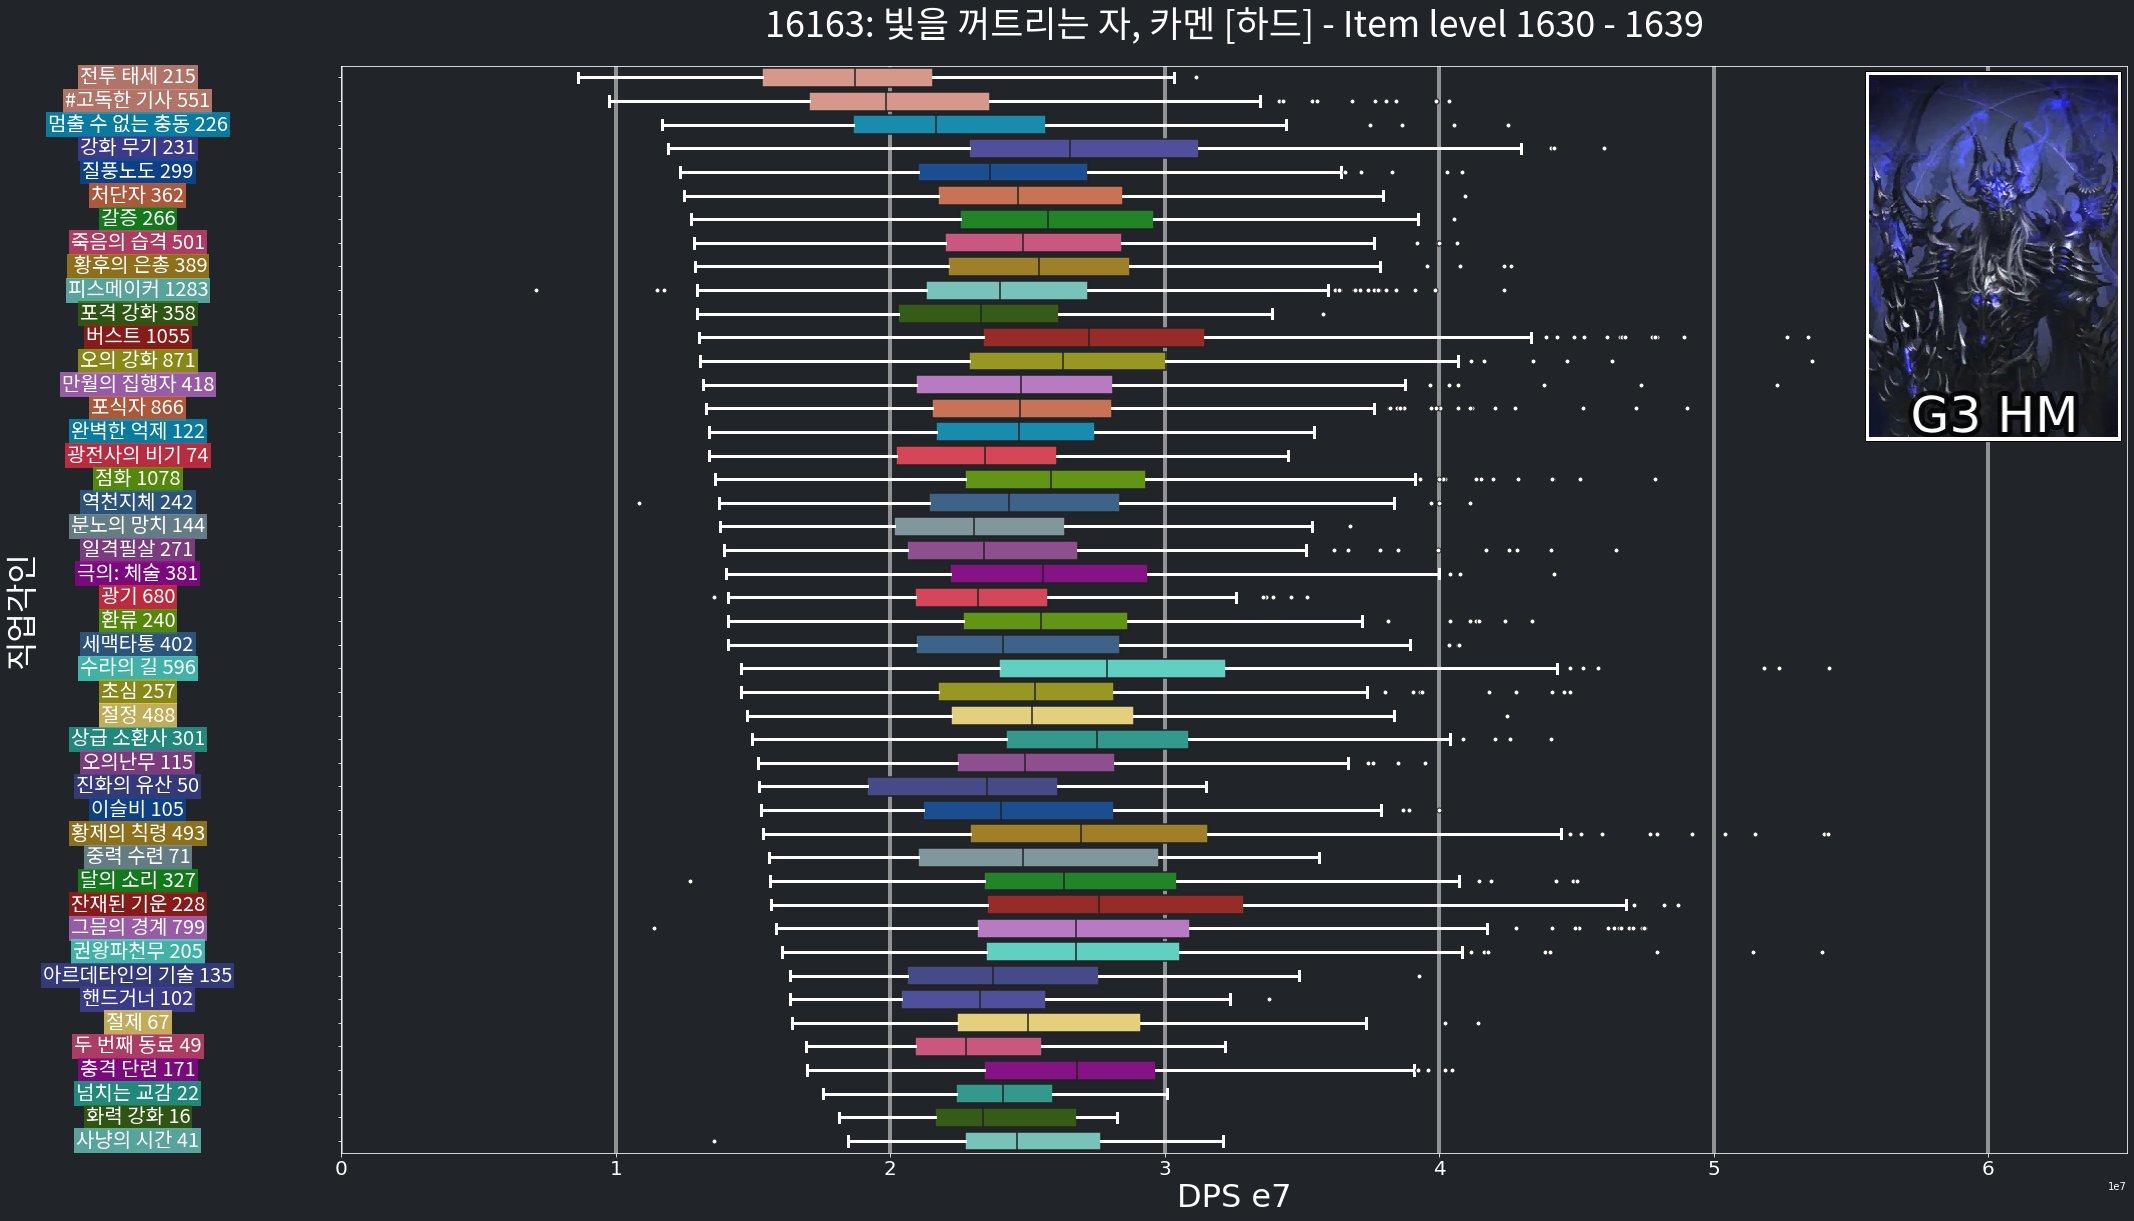 16163: 빛을 꺼트리는 자, 카멘 [하드] - Item level 1630 - 1639
전투 태세 215
#고독한 기사 551
멈출 수 없는 충동 226
강화 무기 231
질풍노도 299
처단자 362
갈증 266
죽음의 습격 501
황후의 은총 389
피스메이커 1283
포격 강화 358
버스트 1055
오의 강화 871
만월의 집행자 418
포식자 866
완벽한 억제 122
광전사의 비기 74
점화 1078
역천지체 242
분노의 망치 144
일격필살 271
극의: 체술 381
광기 680
환류 240
세맥타통 402
수라의 길 596
초심 257
절정 488
상급 소환사 301
오의난무 115
진화의 유산 50
이슬비 105
황제의 칙령 493
중력 수련 71
달의 소리 327
잔재된 기운 228
그믐의 경계 799
권왕파천무 205
아르데타인의 기술 135
핸드거너 102
절제 67
두 번째 동료 49
충격 단련 171
넘치는 교감 22
화력 강화 16
사냥의 시간 41
직업각인
G3 HM
0 1 2 3 4 5 6
DPS e7
1e7